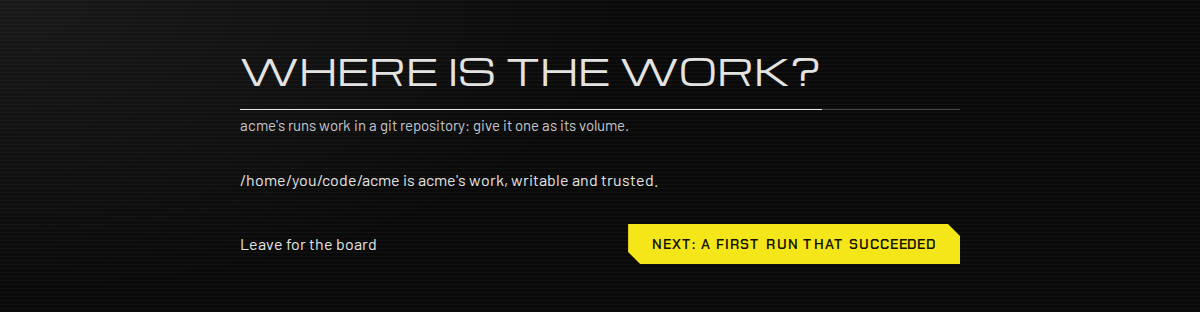 WHERE IS THE WORK?
acme's runs work in a git repository: give it one as its volume.
/home/you/code/acme is acme's work, writable and trusted.
Leave for the board
NEXT: A FIRST RUN THAT SUCCEEDED